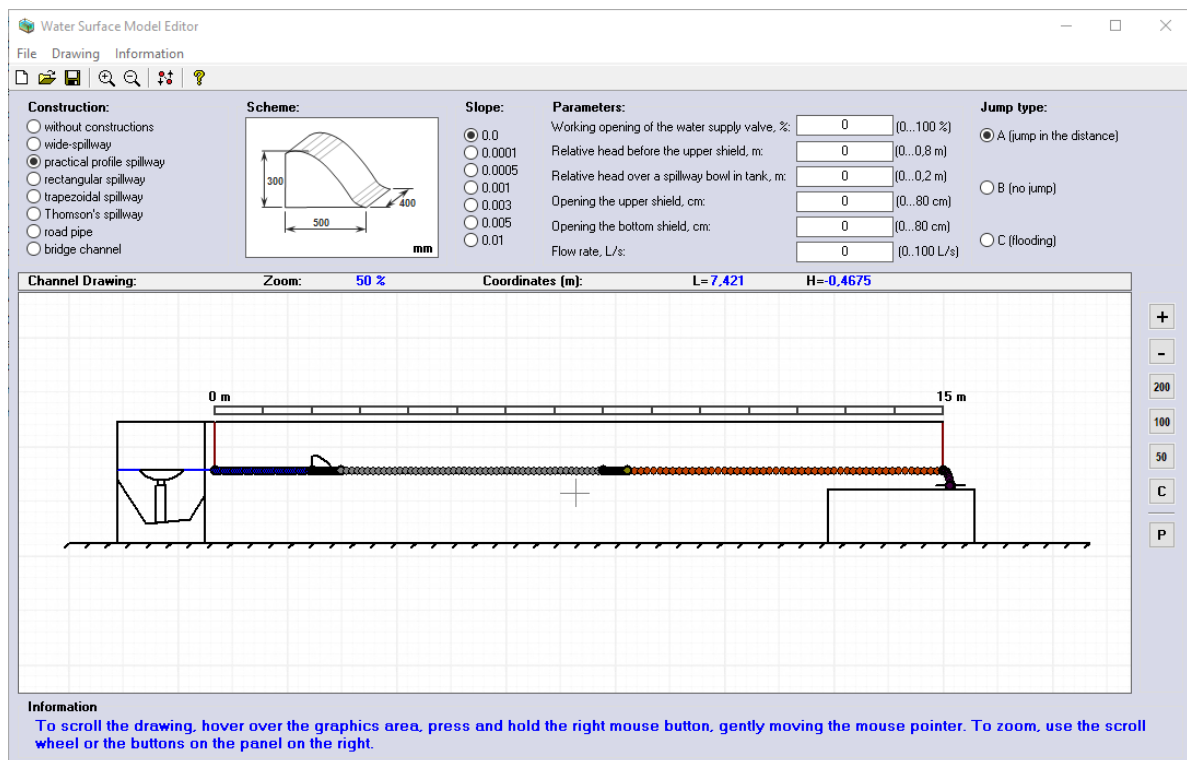 Water Surface Model Editor
File Drawing Information
Construction:
without constructions
wide-spillway
practical profile spillway
rectangular spillway
trapezoidal spillway
Thomson's spillway
road pipe
bridge channel
Scheme:
300
500
400
mm
Slope:
0.0
0.0001
0.0005
0.001
0.003
0.005
0.01
Parameters:
Working opening of the water supply valve, %: 0 (0...100 %)
Relative head before the upper shield, m: 0 (0...0,8 m)
Relative head over a spillway bowl in tank, m: 0 (0...0,2 m)
Opening the upper shield, cm: 0 (0...80 cm)
Opening the bottom shield, cm: 0 (0...80 cm)
Flow rate, L/s: 0 (0..100 L/s)
Jump type:
A (jump in the distance)
B (no jump)
C (flooding)
Channel Drawing: Zoom: 50 % Coordinates (m): L=7,421 H=-0,4675
0 m 15 m
+
-
200
100
50
C
P
Information
To scroll the drawing, hover over the graphics area, press and hold the right mouse button, gently moving the mouse pointer. To zoom, use the scroll
wheel or the buttons on the panel on the right.